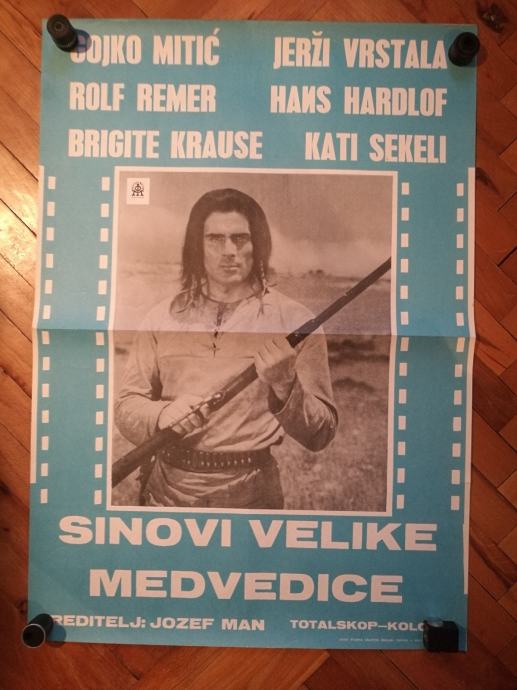 GOJKO MITIĆ JERŽI VRSTALA
ROLF REMER HANS HARDLOF
BRIGITE KRAUSE KATI SEKELI
SINOVI VELIKE
MEDVEDICE
REDITELJ: JOZEF MAN TOTALSKOP—KOLO